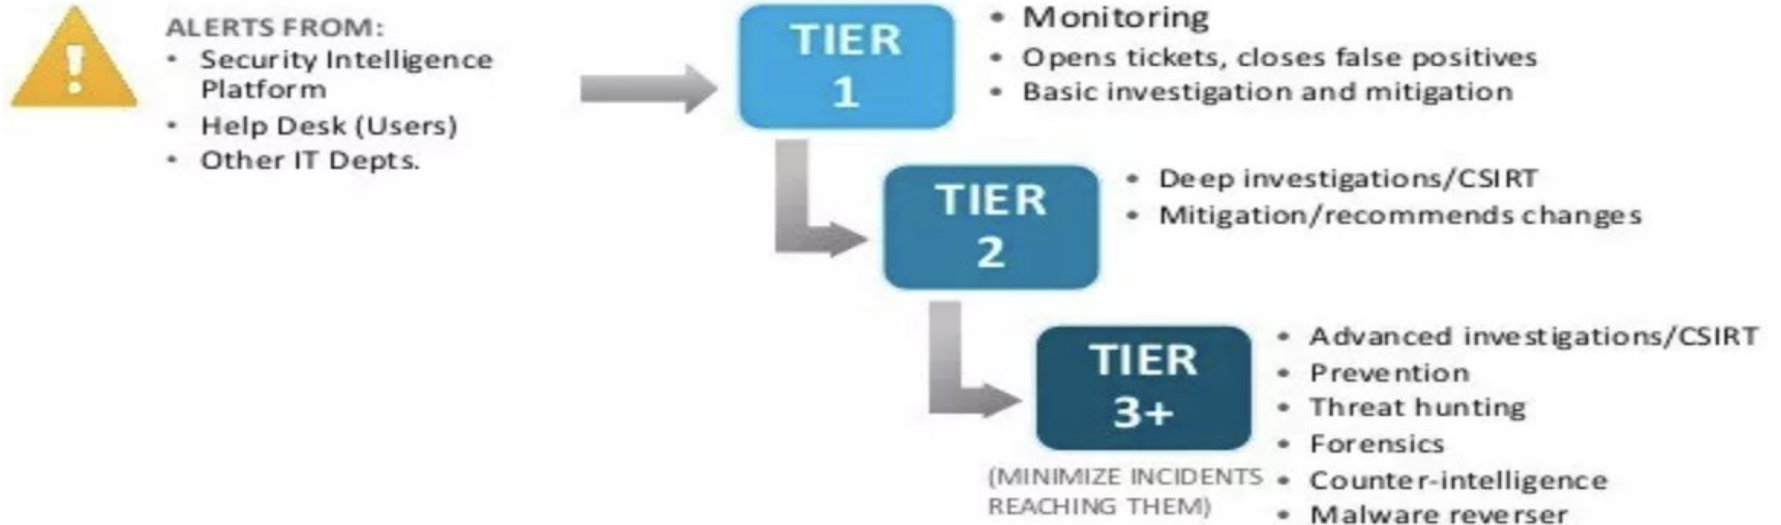 !
ALERTS FROM:
• Security Intelligence
Platform
• Help Desk (Users)
• Other IT Depts.
TIER
1
• Monitoring
• Opens tickets, closes false positives
• Basic investigation and mitigation
TIER
2
• Deep investigations/CSIRT
• Mitigation/recommends changes
TIER
3+
(MINIMIZE INCIDENTS
REACHING THEM)
• Advanced investigations/CSIRT
• Prevention
• Threat hunting
• Forensics
• Counter-intelligence
• Malware reverser